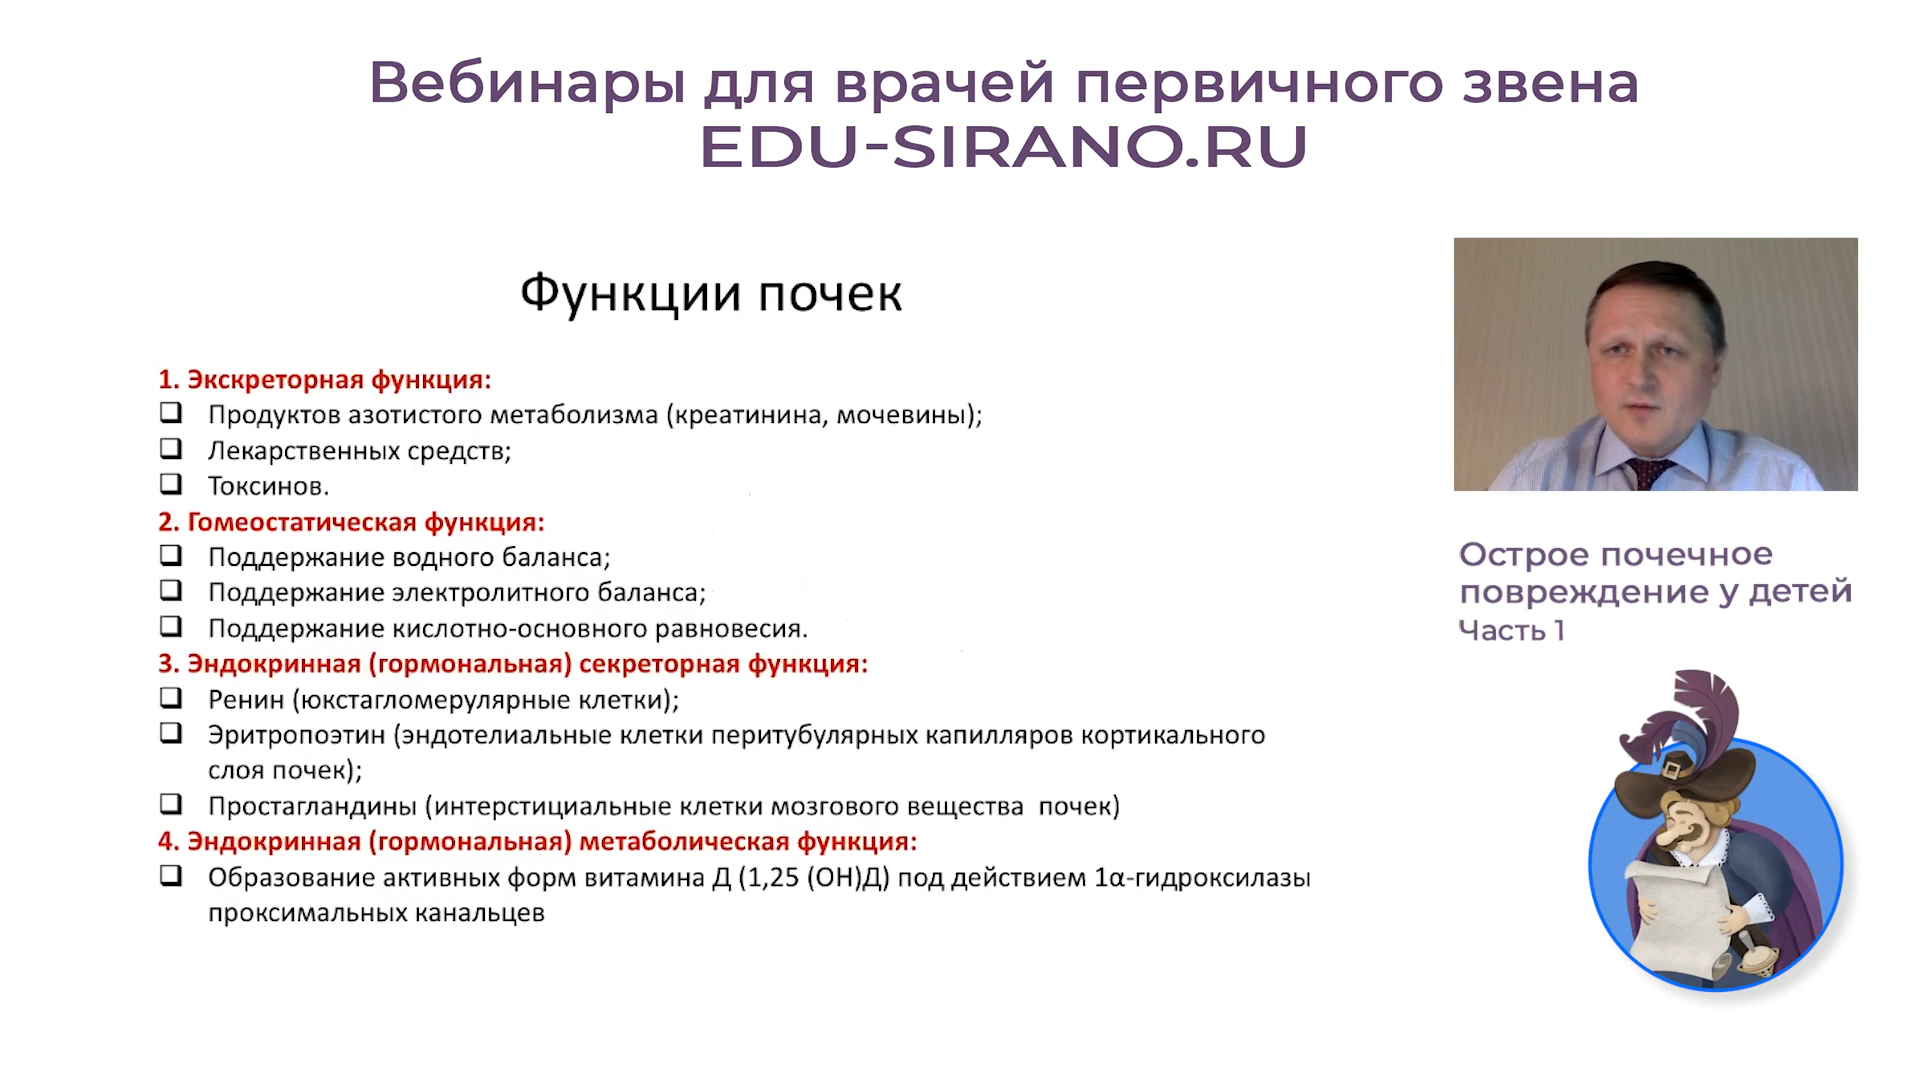 Вебинары для врачей первичного звена
EDU-SIRANO.RU
Функции почек
1. Экскреторная функция:
❑ Продуктов азотистого метаболизма (креатинина, мочевины);
❑ Лекарственных средств;
❑ Токсинов.
2. Гомеостатическая функция:
❑ Поддержание водного баланса;
❑ Поддержание электролитного баланса;
❑ Поддержание кислотно-основного равновесия.
3. Эндокринная (гормональная) секреторная функция:
❑ Ренин (юкстагломерулярные клетки);
❑ Эритропоэтин (эндотелиальные клетки перитубулярных капилляров кортикального
слоя почек);
❑ Простагландины (интерстициальные клетки мозгового вещества почек)
4. Эндокринная (гормональная) метаболическая функция:
❑ Образование активных форм витамина Д (1,25 (ОН)Д) под действием 1α-гидроксилазы
проксимальных канальцев
Острое почечное
повреждение у детей
Часть 1